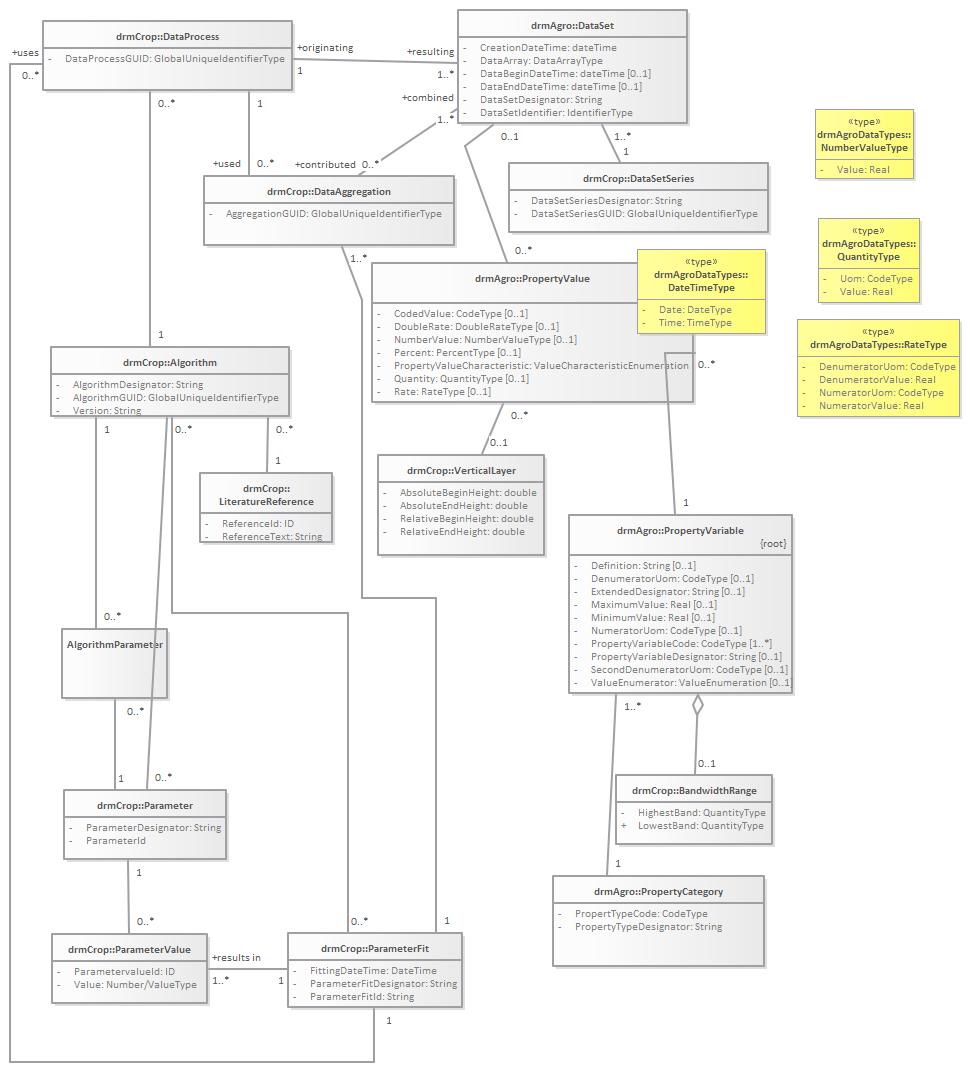 drmCrop::DataProcess
- DataProcessGUID: GlobalUniqueIdentifierType
+uses
0..*
+originating
1
+resulting
1..*
drmAgro::DataSet
- CreationDateTime: dateTime
- DataArray: DataArrayType
- DataBeginDateTime: dateTime [0..1]
- DataEndDateTime: dateTime [0..1]
- DataSetDesignator: String
- DataSetIdentifier: IdentifierType
+combined
1..*
0..*
1
+used
0..*
+contributed 0..*
0..1
1..*
1
drmCrop::DataAggregation
- AggregationGUID: GlobalUniqueIdentifierType
1..*
drmCrop::DataSetSeries
- DataSetSeriesDesignator: String
- DataSetSeriesGUID: GlobalUniqueIdentifierType
«type»
drmAgroDataTypes::
NumberValueType
- Value: Real
«type»
drmAgroDataTypes::
QuantityType
- Uom: CodeType
- Value: Real
0..*
drmAgro::PropertyValue
- CodedValue: CodeType [0..1]
- DoubleRate: DoubleRateType [0..1]
- NumberValue: NumberValueType [0..1]
- Percent: PercentType [0..1]
- PropertyValueCharacteristic: ValueCharacteristicEnumeration
- Quantity: QuantityType [0..1]
- Rate: RateType [0..1]
«type»
drmAgroDataTypes::
DateTimeType
- Date: DateType
- Time: TimeType
«type»
drmAgroDataTypes::RateType
- DenumeratorUom: CodeType
- DenumeratorValue: Real
- NumeratorUom: CodeType
- NumeratorValue: Real
0..*
1
0..*
0..1
1
drmCrop::Algorithm
- AlgorithmDesignator: String
- AlgorithmGUID: GlobalUniqueIdentifierType
- Version: String
1
0..*
0..*
1
drmCrop::
LiteratureReference
- ReferenceId: ID
- ReferenceText: String
drmCrop::VerticalLayer
- AbsoluteBeginHeight: double
- AbsoluteEndHeight: double
- RelativeBeginHeight: double
- RelativeEndHeight: double
drmAgro::PropertyVariable
{root}
- Definition: String [0..1]
- DenumeratorUom: CodeType [0..1]
- ExtendedDesignator: String [0..1]
- MaximumValue: Real [0..1]
- MinimumValue: Real [0..1]
- NumeratorUom: CodeType [0..1]
- PropertyVariableCode: CodeType [1..*]
- PropertyVariableDesignator: String [0..1]
- SecondDenumeratorUom: CodeType [0..1]
- ValueEnumerator: ValueEnumeration [0..1]
0..*
AlgorithmParameter
0..*
1
0..*
1..*
0..1
drmCrop::BandwidthRange
- HighestBand: QuantityType
+ LowestBand: QuantityType
drmCrop::Parameter
- ParameterDesignator: String
- ParameterId
1
0..*
1
drmAgro::PropertyCategory
- PropertTypeCode: CodeType
- PropertyTypeDesignator: String
0..*
1
drmCrop::ParameterValue
- ParametervalueId: ID
- Value: Number/ValueType
+results in
1..*
1
drmCrop::ParameterFit
- FittingDateTime: DateTime
- ParameterFitDesignator: String
- ParameterFitId: String
1